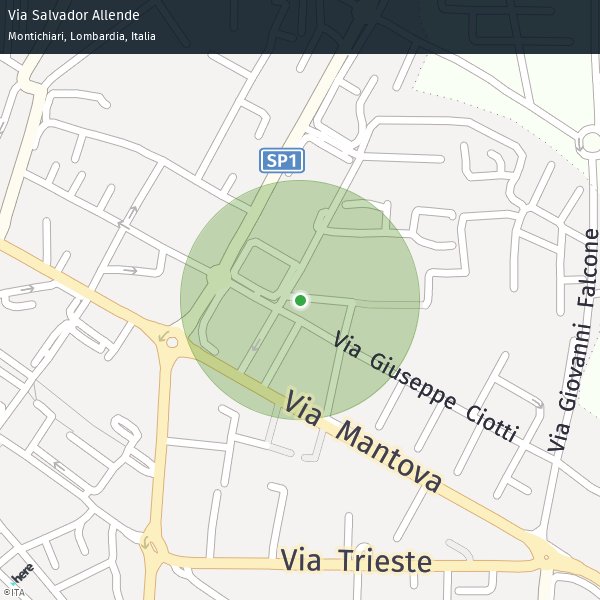 Via Salvador Allende
Montichiari, Lombardia, Italia
SP1
Via Giovanni Falcone
Via Giuseppe Ciotti
Via Mantova
Via Trieste
here
©ITA